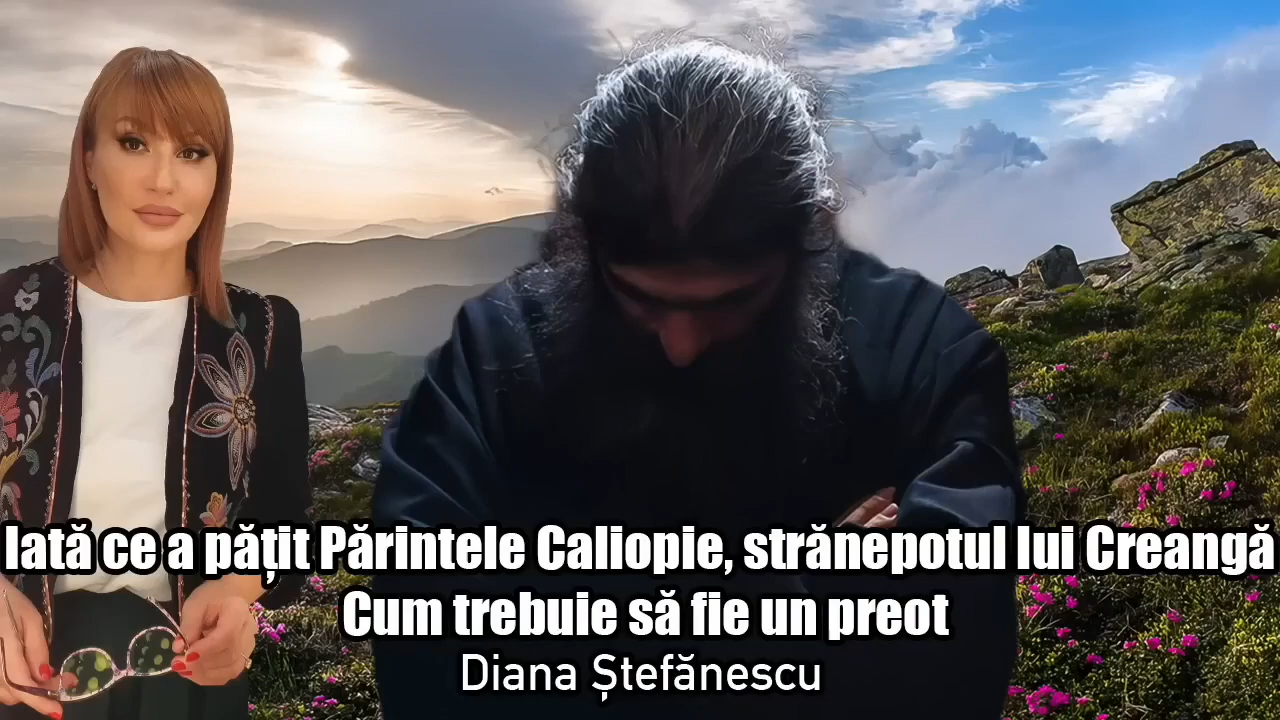 Iată ce a pățit Părintele Caliopie, strănepotul lui Creangă
Cum trebuie să fie un preot
Diana Ștefănescu